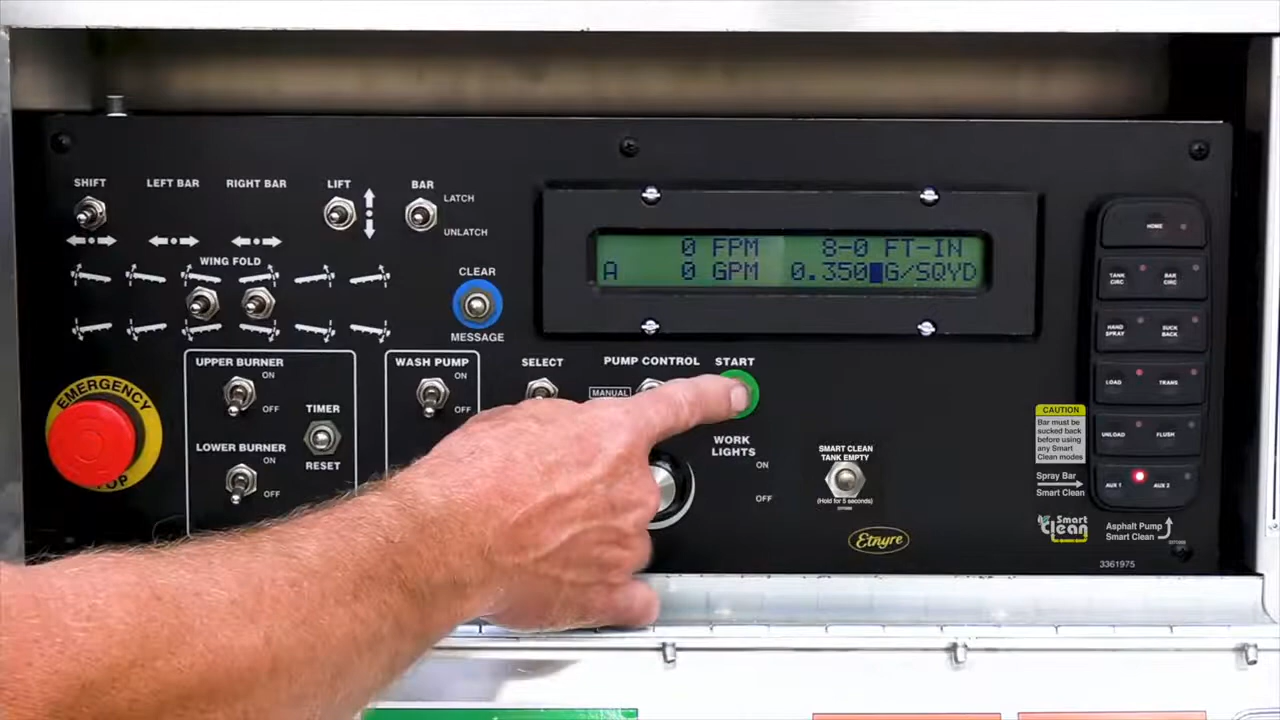 SHIFT
LEFT BAR
RIGHT BAR
LIFT
BAR
LATCH
UNLATCH
WING FOLD
CLEAR
MESSAGE
0 FPM 8-0 FT-IN
A 0 GPM 0.350 G/SQYD
HOME
TANK CIRC
BAR CIRC
HAND SPRAY
SUCK BACK
LOAD
TRANS
UNLOAD
FLUSH
AUX 1
AUX 2
UPPER BURNER
ON
OFF
TIMER
RESET
LOWER BURNER
ON
OFF
WASH PUMP
ON
OFF
SELECT
PUMP CONTROL
MANUAL
START
WORK
LIGHTS
ON
OFF
EMERGENCY
STOP
SMART CLEAN
TANK EMPTY
(Hold for 5 seconds)
CAUTION
Bar must be
sucked back
before using
any Smart
Clean modes
Spray Bar
Smart Clean
Smart
Clean
Asphalt Pump
Smart Clean
Etnyre
3361975